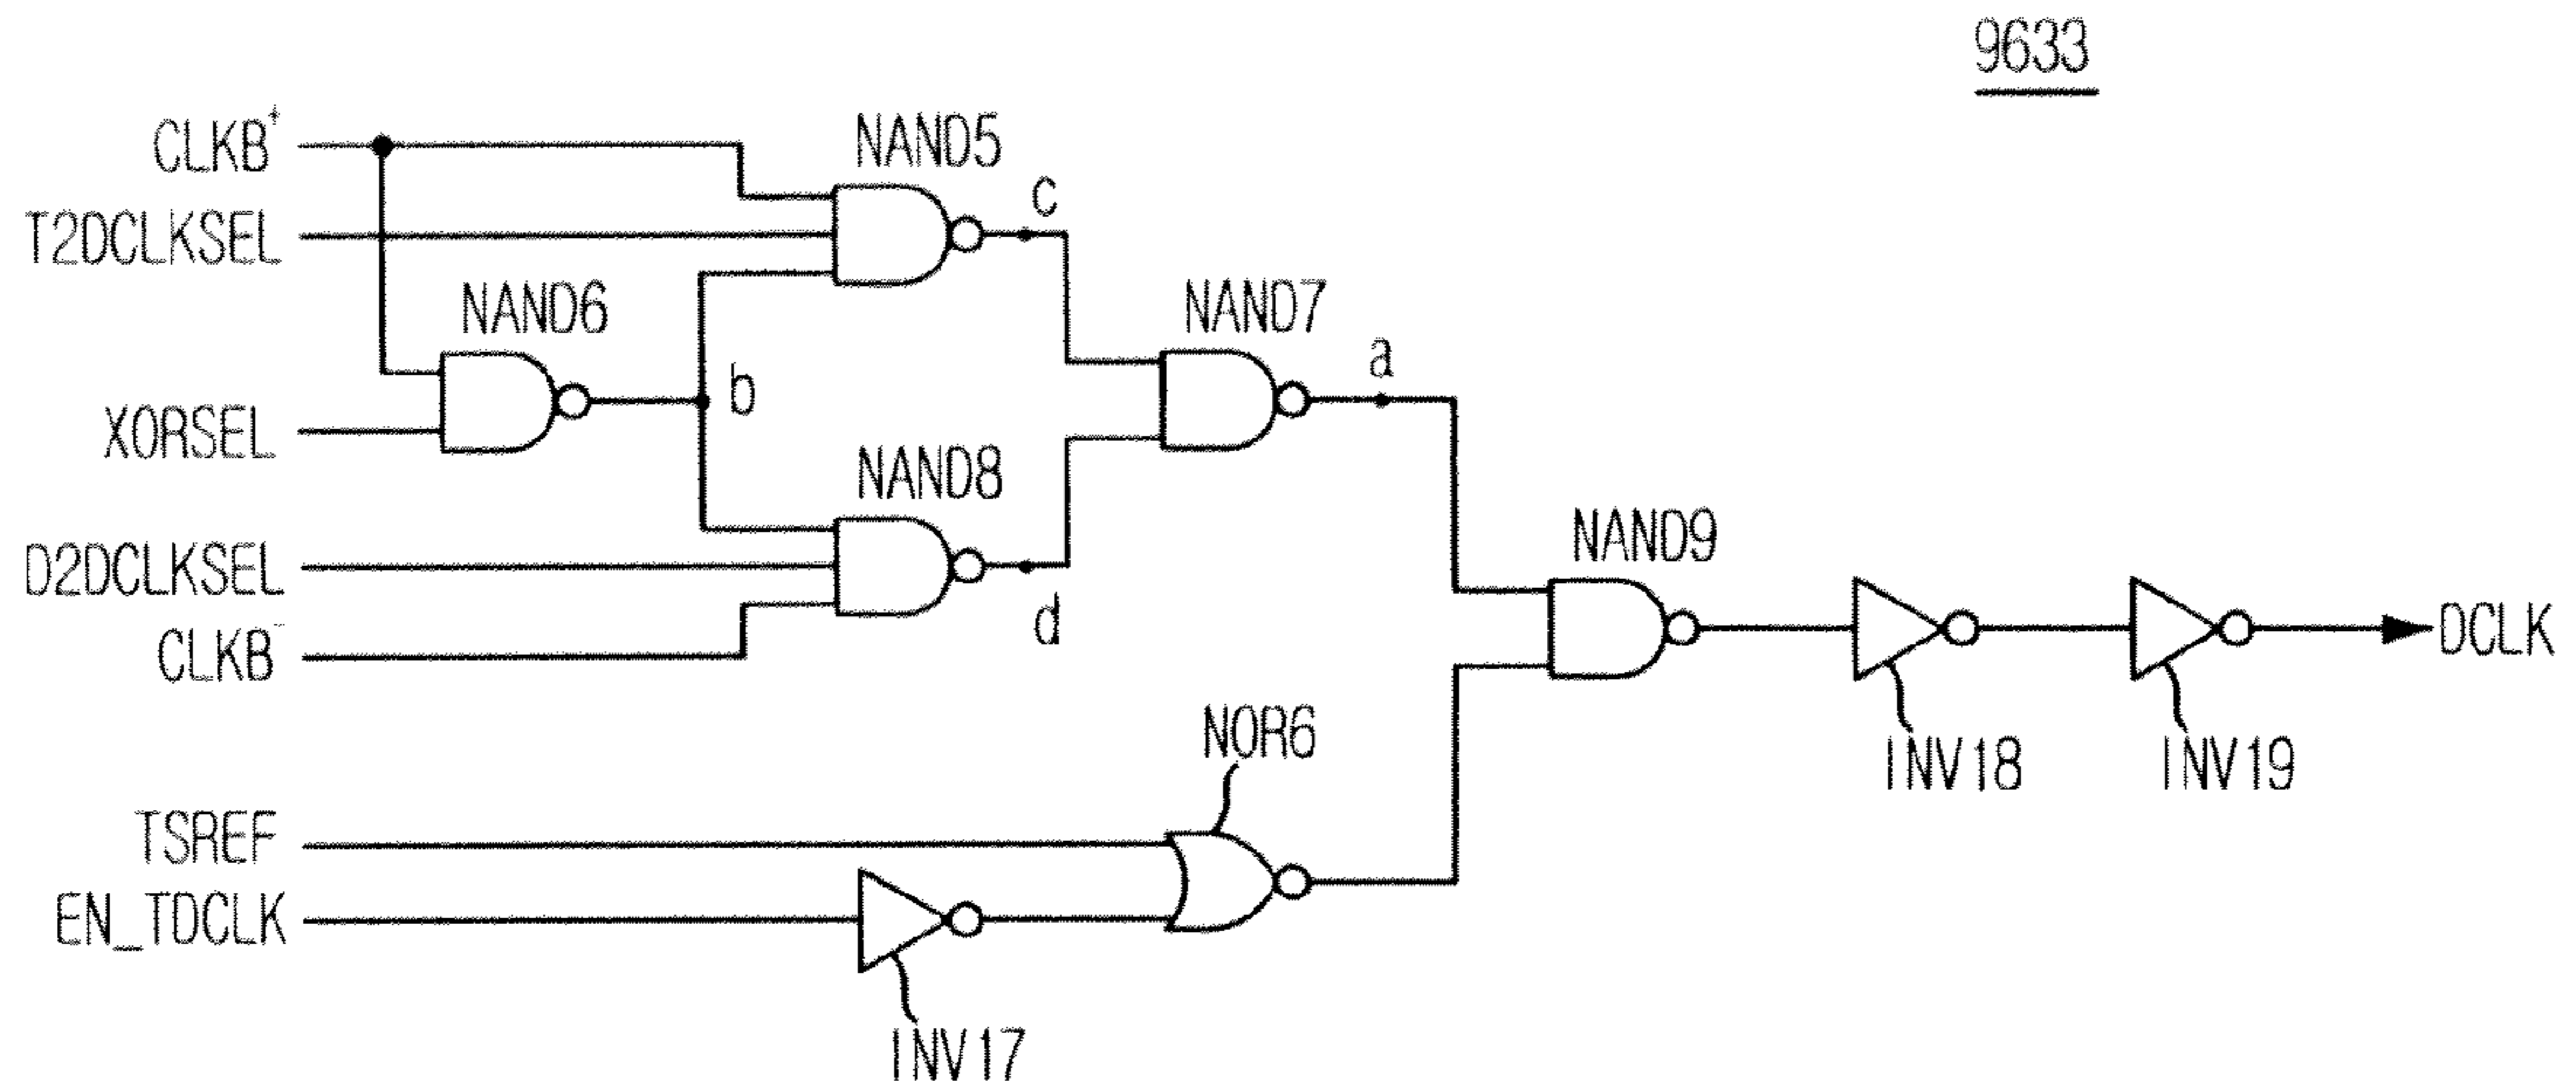 9633
CLKB+
NAND5
c
T2DCLKSEL
NAND6
NAND7
a
b
XORSEL
NAND8
NAND9
D2DCLKSEL
d
CLKB-
DCLK
NOR6
INV18
INV19
TSREF
EN_TDCLK
INV17